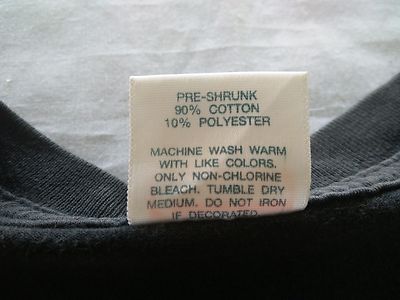 PRE-SHRUNK
90% COTTON
10% POLYESTER
MACHINE WASH WARM
WITH LIKE COLORS.
ONLY NON-CHLORINE
BLEACH. TUMBLE DRY
MEDIUM. DO NOT IRON
IF DECORATED.